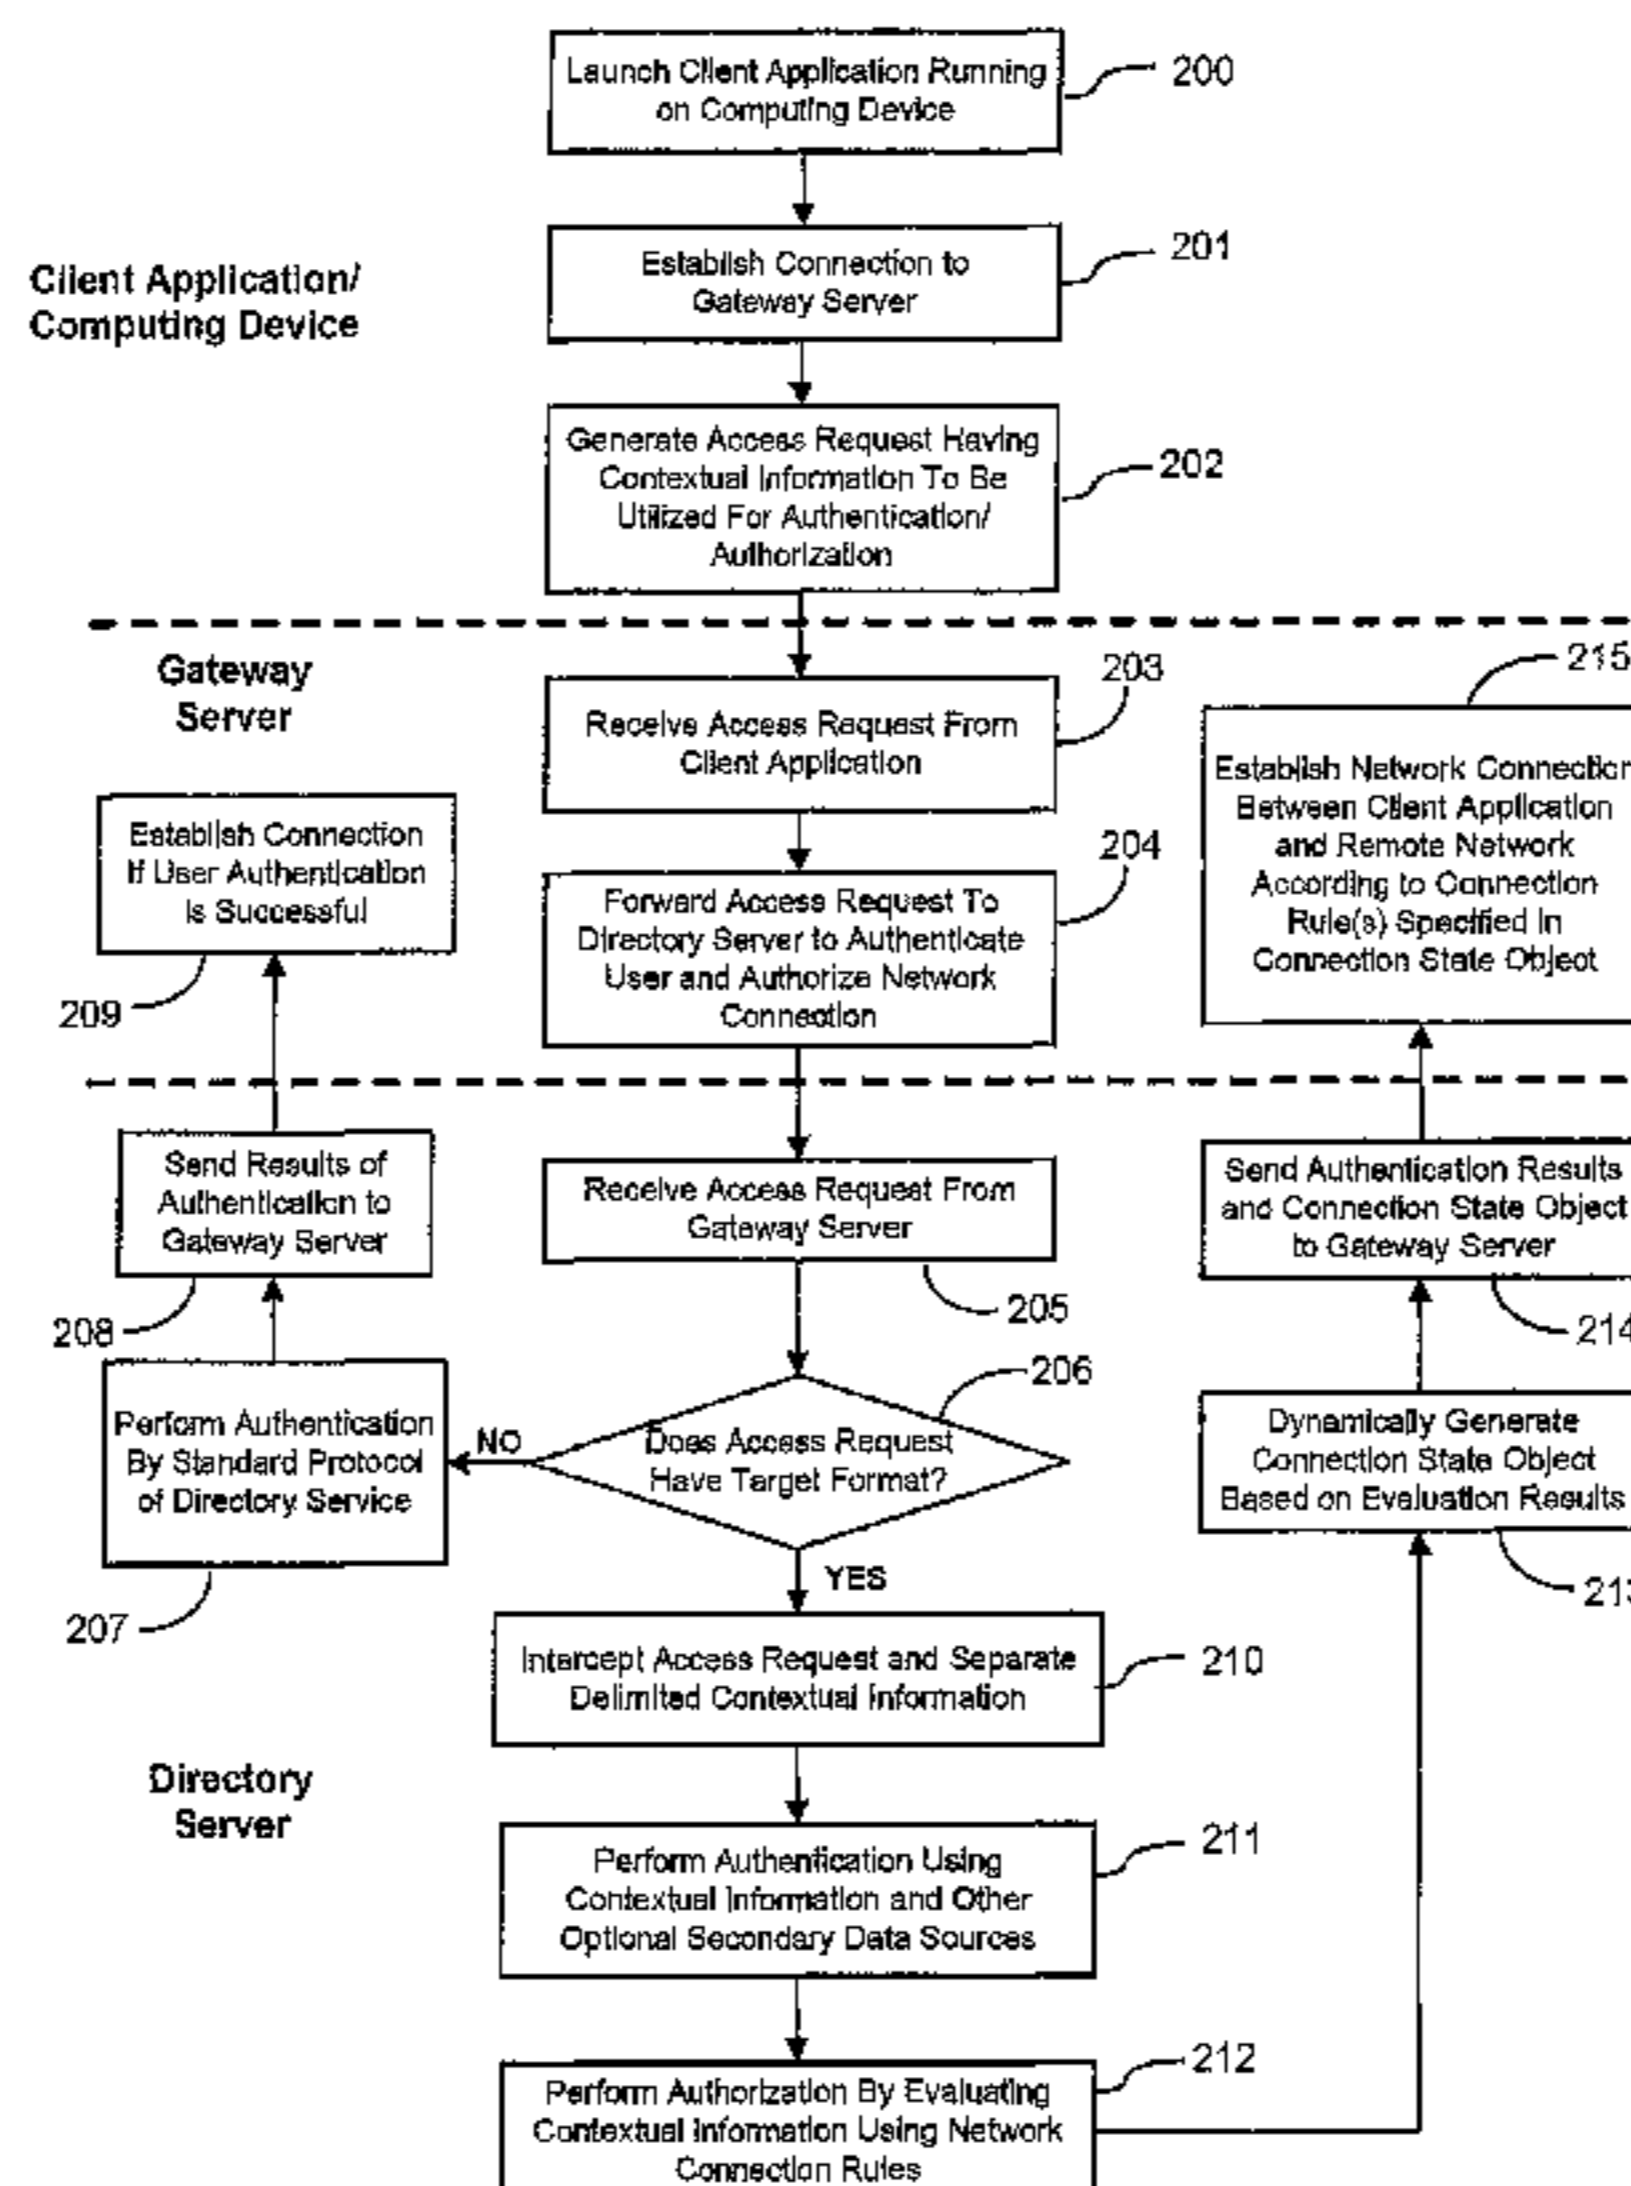 Launch Client Application Running
on Computing Device
200
Establish Connection to
Gateway Server
201
Client Application/
Computing Device
Generate Access Request Having
Contextual Information To Be
Utilized For Authentication/
Authorization
202
Gateway
Server
Receive Access Request From
Client Application
203
Forward Access Request To
Directory Server to Authenticate
User and Authorize Network
Connection
204
Establish Connection
If User Authentication
Is Successful
209
215
Establish Network Connection
Between Client Application
and Remote Network
According to Connection
Rule(s) Specified In
Connection State Object
Send Results of
Authentication to
Gateway Server
208
Receive Access Request From
Gateway Server
205
Send Authentication Results
and Connection State Object
to Gateway Server
214
206
Does Access Request
Have Target Format?
NO
Perform Authentication
By Standard Protocol
of Directory Service
207
YES
Dynamically Generate
Connection State Object
Based on Evaluation Results
213
Intercept Access Request and Separate
Delimited Contextual Information
210
Directory
Server
Perform Authentication Using
Contextual Information and Other
Optional Secondary Data Sources
211
Perform Authorization By Evaluating
Contextual Information Using Network
Connection Rules
212